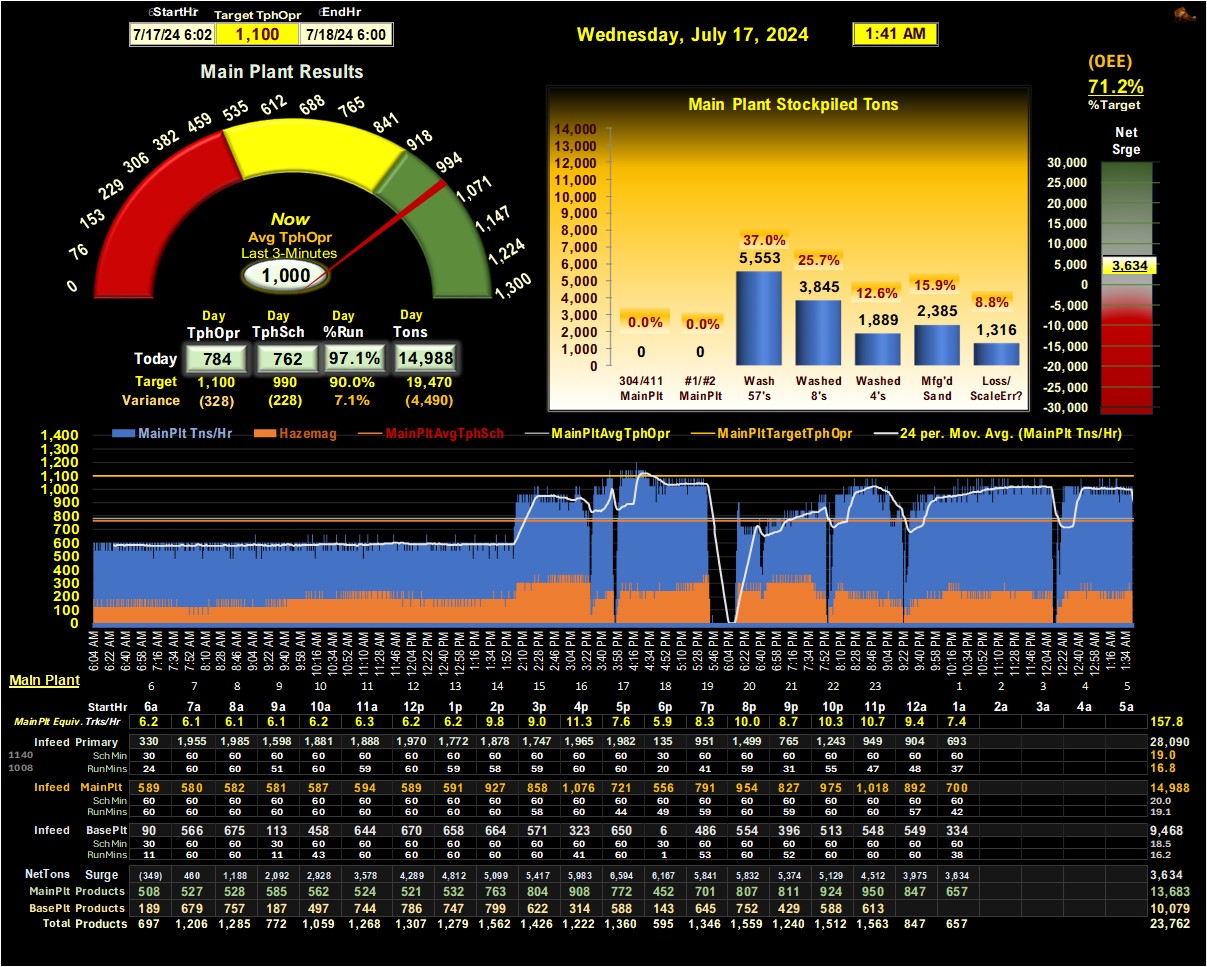 StartHr Target TphOpr EndHr
7/17/24 6:02 1,100 7/18/24 6:00
Wednesday, July 17, 2024 1:41 AM
(OEE)
71.2%
%Target
Main Plant Results
0 76 153 229 306 382 459 535 612 688 765 841 918 994 1,071 1,147 1,224 1,300
Now
Avg TphOpr
Last 3-Minutes
1,000
Day Day Day Day
TphOpr TphSch %Run Tons
Today 784 762 97.1% 14,988
Target 1,100 990 90.0% 19,470
Variance (328) (228) 7.1% (4,490)
Main Plant Stockpiled Tons
14,000
13,000
12,000
11,000
10,000
9,000
8,000
7,000
6,000
5,000
4,000
3,000
2,000
1,000
0
0.0% 0.0% 37.0% 25.7% 12.6% 15.9% 8.8%
0 0 5,553 3,845 1,889 2,385 1,316
304/411 #1/#2 Wash Washed Washed Mfg'd Loss/
MainPlt MainPlt 57's 8's 4's Sand ScaleErr?
Net
Srge
30,000
25,000
20,000
15,000
10,000
5,000
0
-5,000
-10,000
-15,000
-20,000
-25,000
-30,000
3,634
MainPlt Tns/Hr Hazemag MainPltAvgTphSch MainPltAvgTphOpr MainPltTargetTphOpr 24 per. Mov. Avg. (MainPlt Tns/Hr)
1,400
1,300
1,200
1,100
1,000
900
800
700
600
500
400
300
200
100
0
6:04 AM 6:22 AM 6:40 AM 6:58 AM 7:16 AM 7:34 AM 7:52 AM 8:10 AM 8:28 AM 8:46 AM 9:04 AM 9:22 AM 9:40 AM 9:58 AM 10:16 AM 10:34 AM 10:52 AM 11:10 AM 11:28 AM 11:46 AM 12:04 PM 12:22 PM 12:40 PM 12:58 PM 1:16 PM 1:34 PM 1:52 PM 2:10 PM 2:28 PM 2:46 PM 3:04 PM 3:22 PM 3:40 PM 3:58 PM 4:16 PM 4:34 PM 4:52 PM 5:10 PM 5:28 PM 5:46 PM 6:04 PM 6:22 PM 6:40 PM 6:58 PM 7:16 PM 7:34 PM 7:52 PM 8:10 PM 8:28 PM 8:46 PM 9:04 PM 9:22 PM 9:40 PM 9:58 PM 10:16 PM 10:34 PM 10:52 PM 11:10 PM 11:28 PM 11:46 PM 12:04 AM 12:22 AM 12:40 AM 12:58 AM 1:16 AM 1:34 AM
Main Plant
6 7 8 9 10 11 12 13 14 15 16 17 18 19 20 21 22 23 1 2 3 4 5
StartHr 6a 7a 8a 9a 10a 11a 12p 1p 2p 3p 4p 5p 6p 7p 8p 9p 10p 11p 12a 1a 2a 3a 4a 5a
MainPlt Equiv. Trks/Hr 6.2 6.1 6.1 6.1 6.2 6.3 6.2 6.2 9.8 9.0 11.3 7.6 5.9 8.3 10.0 8.7 10.3 10.7 9.4 7.4 157.8
Infeed Primary 330 1,955 1,985 1,598 1,881 1,888 1,970 1,772 1,878 1,747 1,965 1,982 135 951 1,499 765 1,243 949 904 693 28,090
1140 Sch Min 30 60 60 60 60 60 60 60 60 60 60 60 30 60 60 60 60 60 60 60 19.0
1008 RunMins 24 60 60 51 59 60 59 59 58 59 60 60 20 41 59 31 55 47 48 37 16.8
Infeed MainPlt 589 580 582 581 587 594 589 591 927 858 1,076 721 556 791 954 827 975 1,018 892 700 14,988
Sch Min 60 60 60 60 60 60 60 60 60 60 60 60 60 60 60 60 60 60 60 60 20.0
RunMins 60 60 60 60 60 60 60 60 60 58 60 44 49 59 60 60 60 60 57 42 19.1
Infeed BasePlt 90 566 675 113 458 644 670 658 664 571 323 650 6 486 554 396 513 548 549 334 9,468
Sch Min 30 60 60 30 60 60 60 60 60 60 60 60 30 60 60 60 60 60 60 60 18.5
RunMins 11 60 60 11 43 60 60 60 60 60 41 60 1 53 60 52 60 60 60 38 16.2
NetTons Surge (349) 460 1,188 2,092 2,928 3,578 4,289 4,812 5,099 5,417 5,983 6,594 6,167 5,841 5,832 5,374 5,129 4,512 3,975 3,634 3,634
MainPlt Products 508 527 528 585 562 524 521 532 763 804 908 772 452 701 807 811 924 950 847 657 13,683
BasePlt Products 189 679 757 187 497 744 786 747 799 622 314 588 143 645 752 429 588 613 10,079
Total Products 697 1,206 1,285 772 1,059 1,268 1,307 1,279 1,562 1,426 1,222 1,360 595 1,346 1,559 1,240 1,512 1,563 847 657 23,762